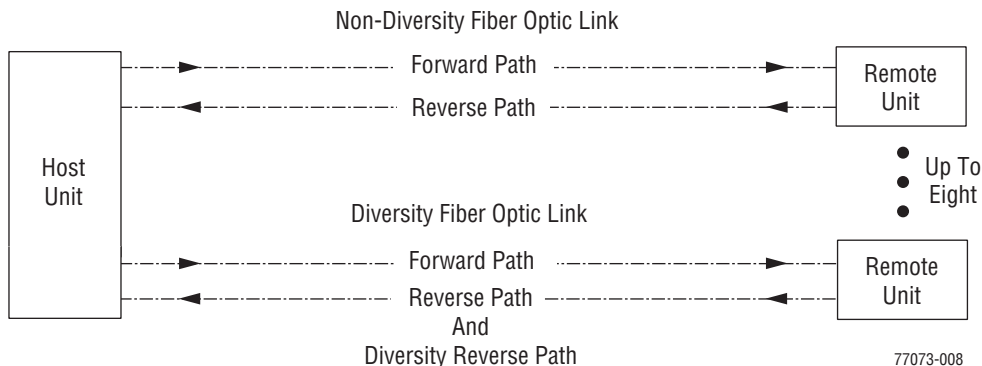 Non-Diversity Fiber Optic Link
Forward Path
Reverse Path
Remote
Unit
Host
Unit
Up To
Eight
Diversity Fiber Optic Link
Forward Path
Reverse Path
And
Diversity Reverse Path
Remote
Unit
77073-008